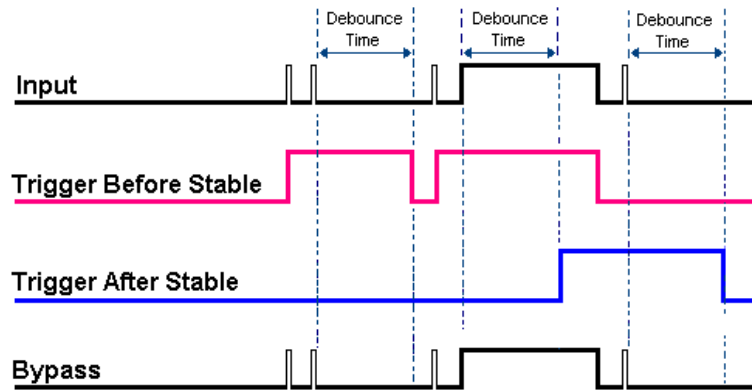 Debounce
Time
Debounce
Time
Debounce
Time
Input
Trigger Before Stable
Trigger After Stable
Bypass